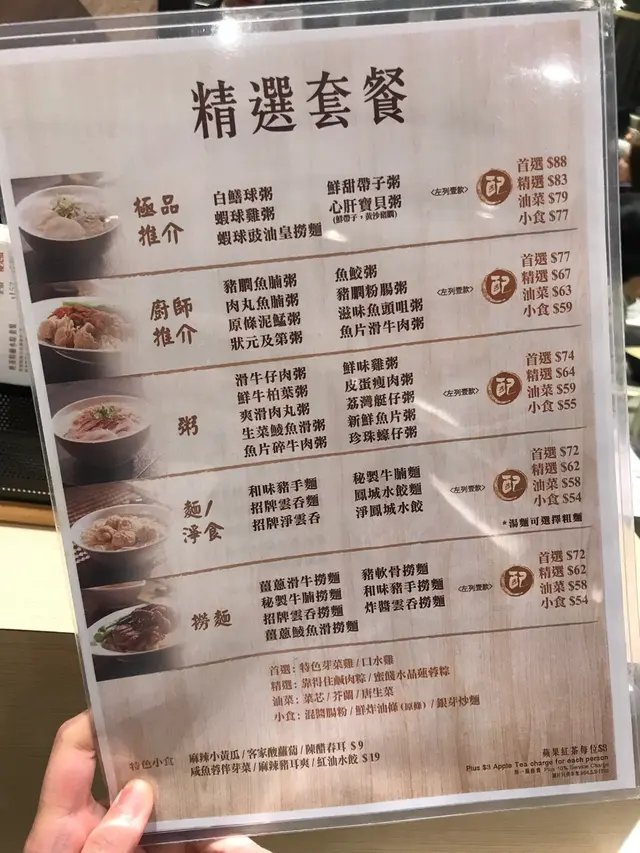 精選套餐
極品
推介
白鱔球粥
蝦球雞粥
蝦球豉油皇撈麵
鮮甜帶子粥
心肝寶貝粥
(鮮帶子，黃沙豬膶)
<左列壹款>
配
首選 $88
精選 $83
油菜 $79
小食 $77
廚師
推介
豬膶魚腩粥
肉丸魚腩粥
原條泥鯭粥
狀元及第粥
魚鮫粥
豬膶粉腸粥
滋味魚頭咀粥
魚片滑牛肉粥
<左列壹款>
配
首選 $77
精選 $67
油菜 $63
小食 $59
粥
滑牛仔肉粥
鮮牛柏葉粥
爽滑肉丸粥
生菜鯪魚滑粥
魚片碎牛肉粥
鮮味雞粥
皮蛋瘦肉粥
荔灣艇仔粥
新鮮魚片粥
珍珠蠔仔粥
<左列壹款>
配
首選 $74
精選 $64
油菜 $59
小食 $55
麵/
淨食
和味豬手麵
招牌雲吞麵
招牌淨雲吞
秘製牛腩麵
鳳城水餃麵
淨鳳城水餃
<左列壹款>
配
首選 $72
精選 $62
油菜 $58
小食 $54
*湯麵可選擇粗麵
撈麵
薑蔥滑牛撈麵
秘製牛腩撈麵
招牌雲吞撈麵
薑蔥鯪魚滑撈麵
豬軟骨撈麵
和味豬手撈麵
炸醬雲吞撈麵
<左列壹款>
配
首選 $72
精選 $62
油菜 $58
小食 $54
首選: 特色芽菜雞 / 口水雞
精選: 靠得住鹹肉粽 / 蜜餞水晶蓮蓉粽
油菜: 菜芯 / 芥蘭 / 唐生菜
小食: 混醬腸粉 / 鮮炸油條(原條) / 銀芽炒麵
特色小食
麻辣小黃瓜 / 客家酸蘿蔔 / 陳醋舂耳 $9
咸魚蓉伴芽菜 / 麻辣豬耳爽 / 紅油水餃 $19
蘋果紅茶每位$3
Plus $3 Apple Tea charge for each person
Plus 10% Service Charge